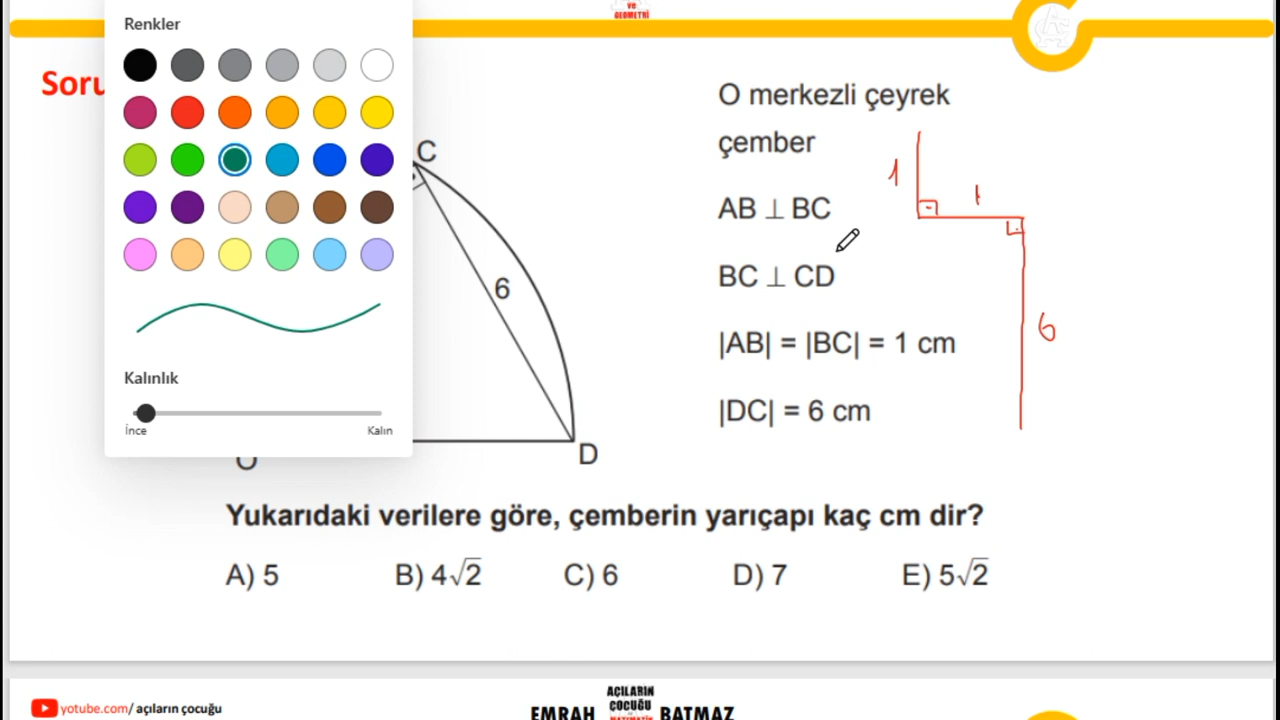 ve
GEOMETRİ
Renkler
Soru
O merkezli çeyrek
çember
C
1
1
AB ⊥ BC
BC ⊥ CD
6
6
|AB| = |BC| = 1 cm
Kalınlık
|DC| = 6 cm
İnce
Kalın
D
Yukarıdaki verilere göre, çemberin yarıçapı kaç cm dir?
A) 5 B) 4√2 C) 6 D) 7 E) 5√2
yotube.com/ açıların çocuğu
AÇILARIN
ÇOCUĞU
EMRAH BATMAZ